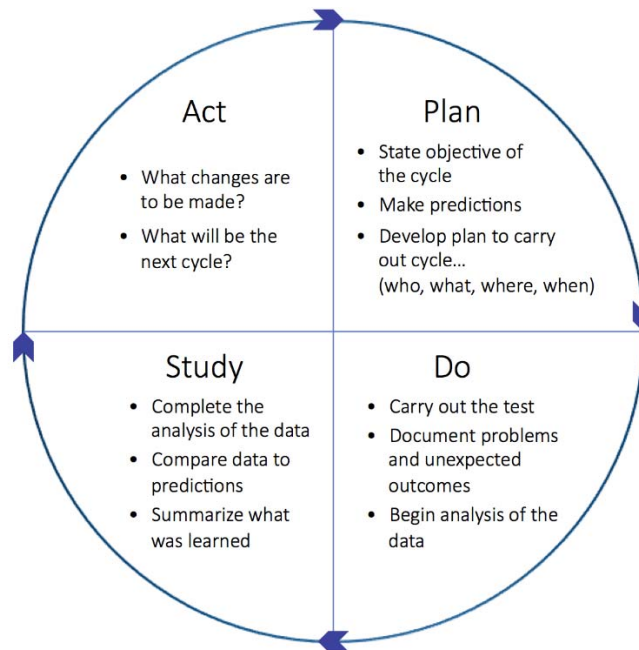 Act
• What changes are
to be made?
• What will be the
next cycle?
Plan
• State objective of
the cycle
• Make predictions
• Develop plan to carry
out cycle...
(who, what, where, when)
Study
• Complete the
analysis of the data
• Compare data to
predictions
• Summarize what
was learned
Do
• Carry out the test
• Document problems
and unexpected
outcomes
• Begin analysis of the
data